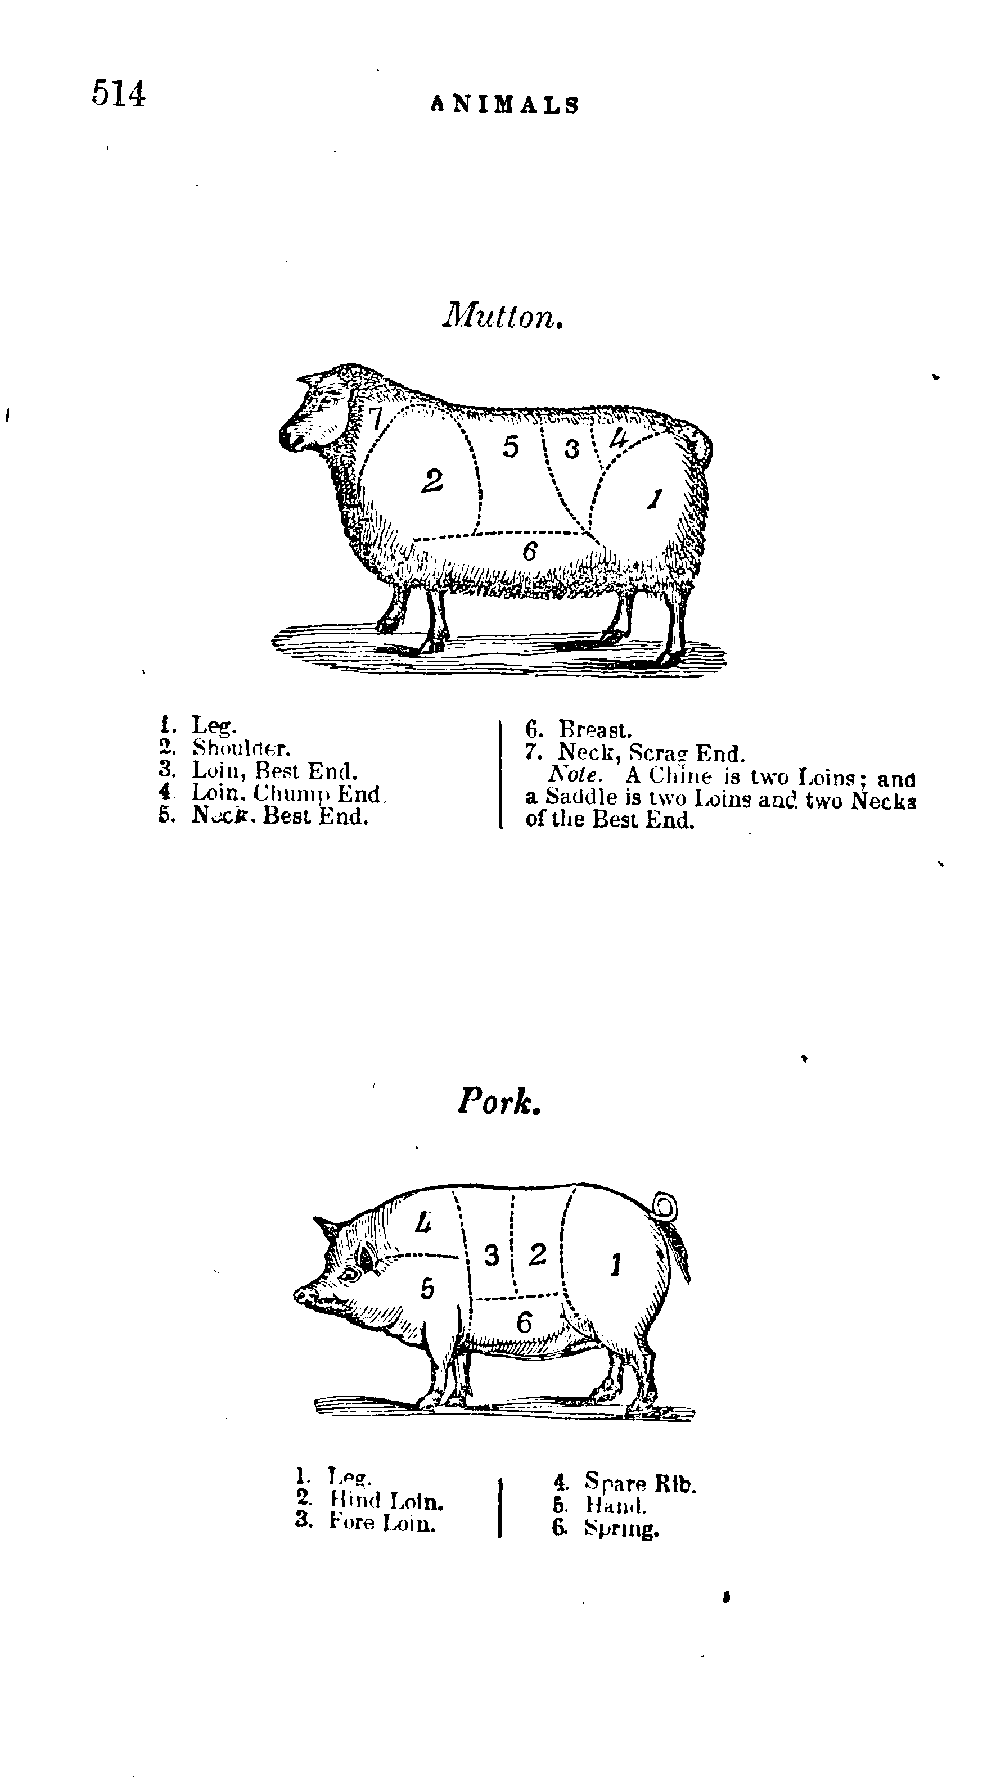 514
ANIMALS
Mutton.
7
5
3
4
2
1
6
1. Leg.
2. Shoulder.
3. Loin, Best End.
4 Loin. Chump End.
5. Neck. Best End.
6. Breast.
7. Neck, Scrag End.
Note. A Chine is two Loins; and
a Saddle is two Loins and two Necks
of the Best End.
Pork.
4
3
2
1
5
6
1. Leg.
2. Hind Loin.
3. Fore Loin.
4. Spare Rib.
5. Hand.
6. Spring.